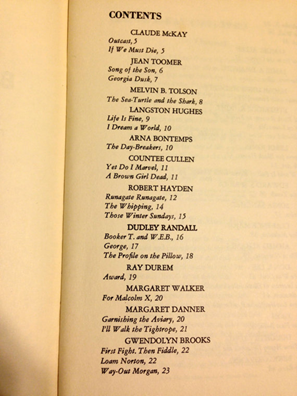 CONTENTS
CLAUDE McKAY
Outcast, 5
If We Must Die, 5
JEAN TOOMER
Song of the Son, 6
Georgia Dusk, 7
MELVIN B. TOLSON
The Sea-Turtle and the Shark, 8
LANGSTON HUGHES
Life Is Fine, 9
I Dream a World, 10
ARNA BONTEMPS
The Day-Breakers, 10
COUNTEE CULLEN
Yet Do I Marvel, 11
A Brown Girl Dead, 11
ROBERT HAYDEN
Runagate Runagate, 12
The Whipping, 14
Those Winter Sundays, 15
DUDLEY RANDALL
Booker T. and W.E.B., 16
George, 17
The Profile on the Pillow, 18
RAY DUREM
Award, 19
MARGARET WALKER
For Malcolm X, 20
MARGARET DANNER
Garnishing the Aviary, 20
I'll Walk the Tightrope, 21
GWENDOLYN BROOKS
First Fight. Then Fiddle, 22
Loam Norton, 22
Way-Out Morgan, 23